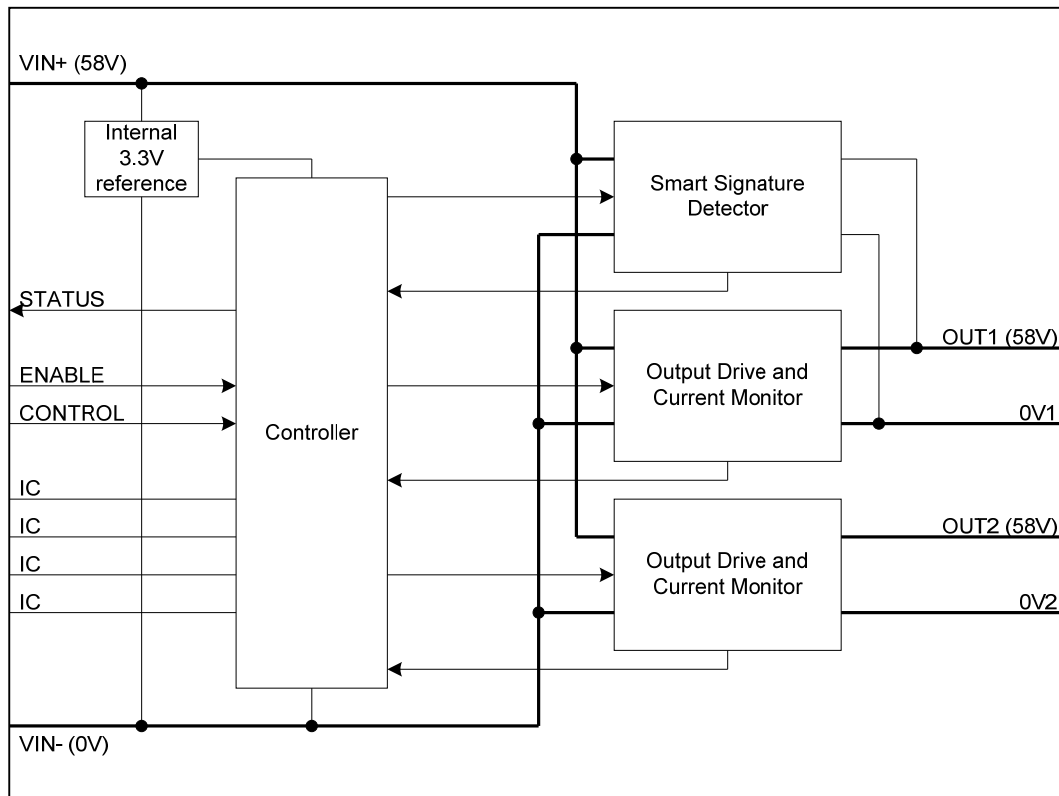 VIN+ (58V)
Internal
3.3V
reference
Smart Signature
Detector
STATUS
OUT1 (58V)
ENABLE
Output Drive and
Current Monitor
CONTROL
0V1
Controller
IC
IC
OUT2 (58V)
IC
Output Drive and
Current Monitor
IC
0V2
VIN- (0V)